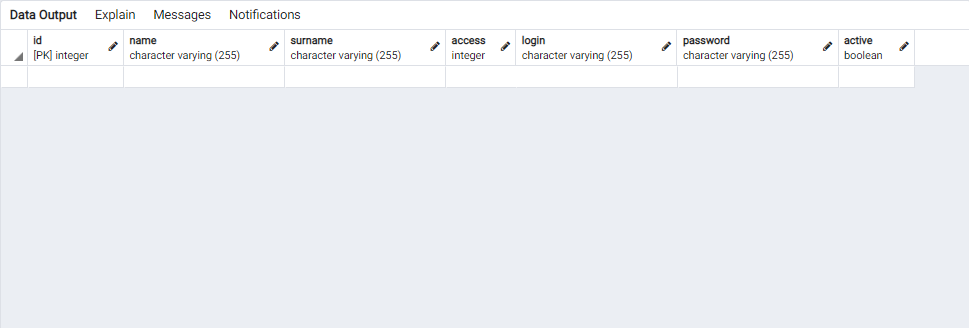 Data Output Explain Messages Notifications
id name surname access login password active
[PK] integer character varying (255) character varying (255) integer character varying (255) character varying (255) boolean